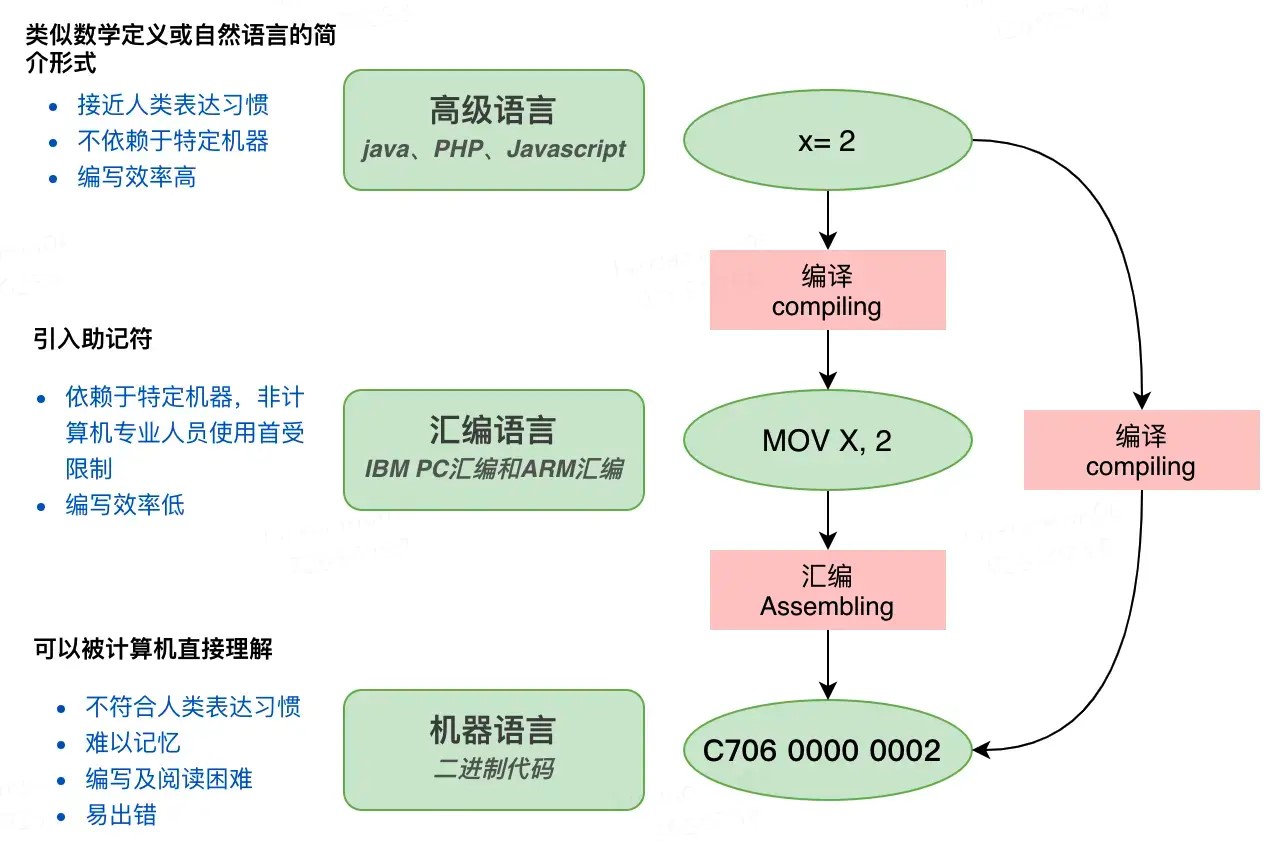 类似数学定义或自然语言的简
介形式
接近人类表达习惯
不依赖于特定机器
编写效率高
高级语言
java、PHP、Javascript
x= 2
编译
compiling
引入助记符
依赖于特定机器，非计
算机专业人员使用首受
限制
编写效率低
汇编语言
IBM PC汇编和ARM汇编
MOV X, 2
编译
compiling
汇编
Assembling
可以被计算机直接理解
不符合人类表达习惯
难以记忆
编写及阅读困难
易出错
机器语言
二进制代码
C706 0000 0002